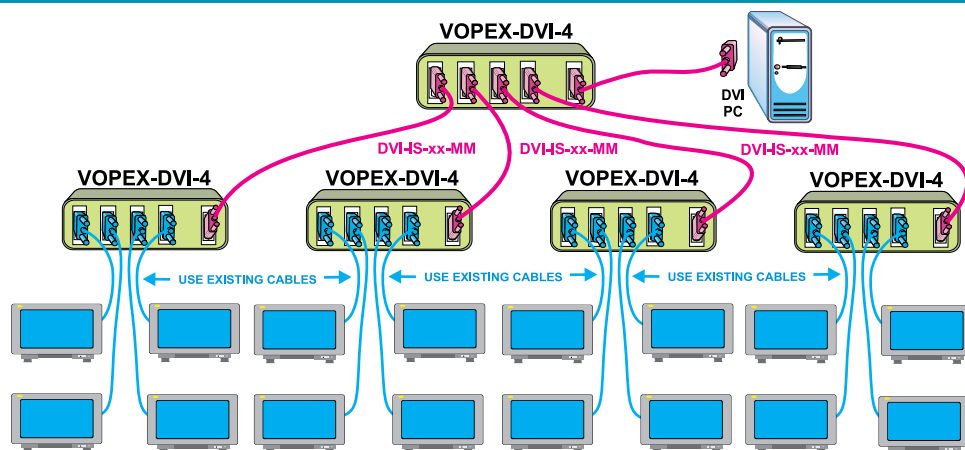 VOPEX-DVI-4
DVI
PC
DVI-IS-xx-MM
DVI-IS-xx-MM
DVI-IS-xx-MM
VOPEX-DVI-4
VOPEX-DVI-4
VOPEX-DVI-4
VOPEX-DVI-4
USE EXISTING CABLES
USE EXISTING CABLES
USE EXISTING CABLES